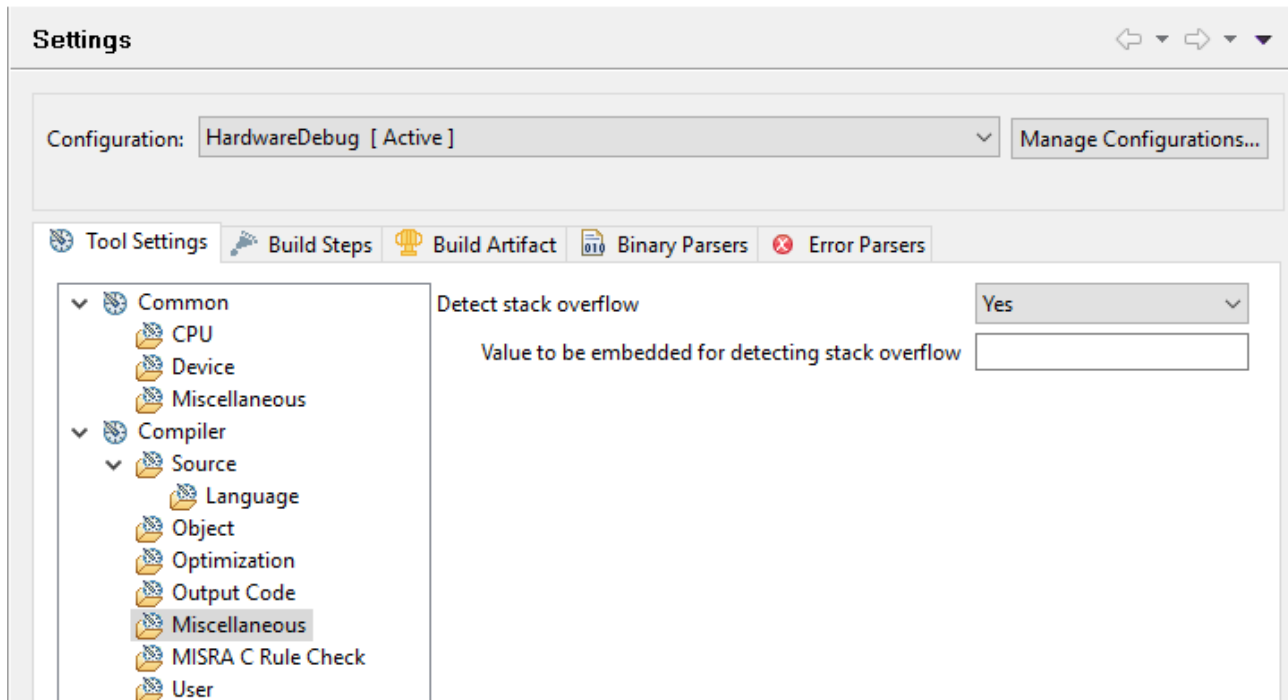 Settings
Configuration: HardwareDebug [ Active ] Manage Configurations...
Tool Settings Build Steps Build Artifact Binary Parsers Error Parsers
Common Detect stack overflow Yes
CPU Value to be embedded for detecting stack overflow
Device
Miscellaneous
Compiler
Source
Language
Object
Optimization
Output Code
Miscellaneous
MISRA C Rule Check
User